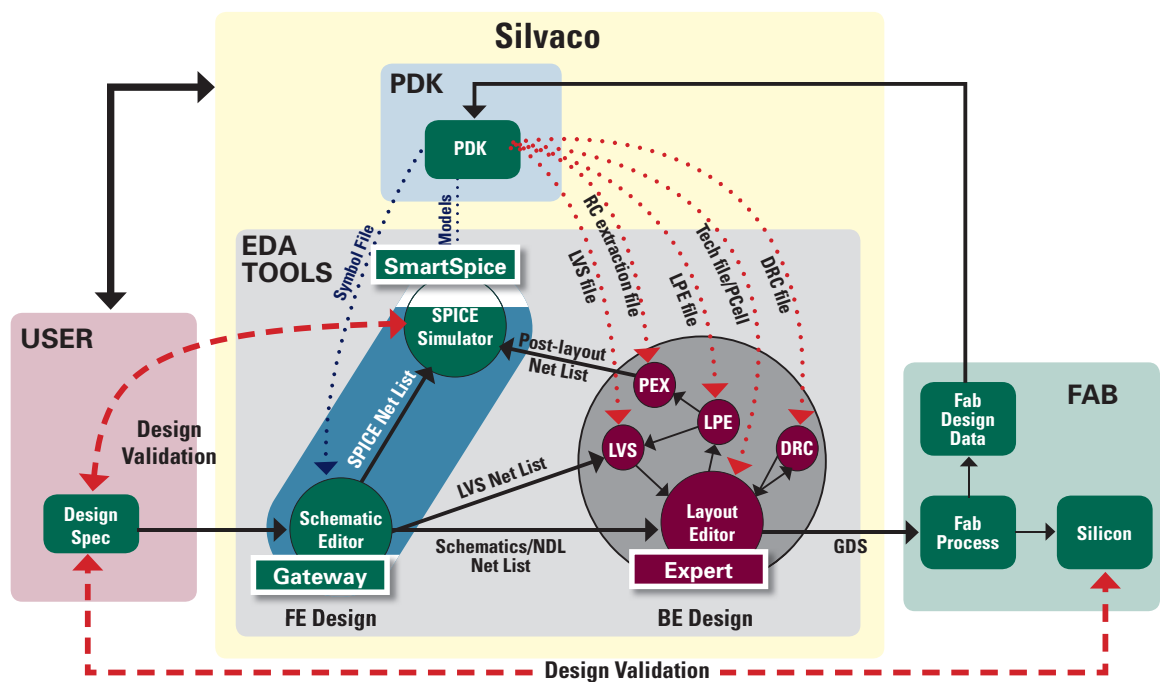 Silvaco
PDK
PDK
EDA
TOOLS
Symbol File
Models
LVS file
RC extraction file
LPE file
Tech file/PCell
DRC file
SmartSpice
SPICE
Simulator
USER
Design
Validation
Design
Spec
SPICE Net List
Post-layout
Net List
LVS Net List
PEX
LPE
LVS
DRC
Schematic
Editor
Gateway
Schematics/NDL
Net List
Layout
Editor
Expert
FE Design
BE Design
GDS
FAB
Fab
Design
Data
Fab
Process
Silicon
Design Validation